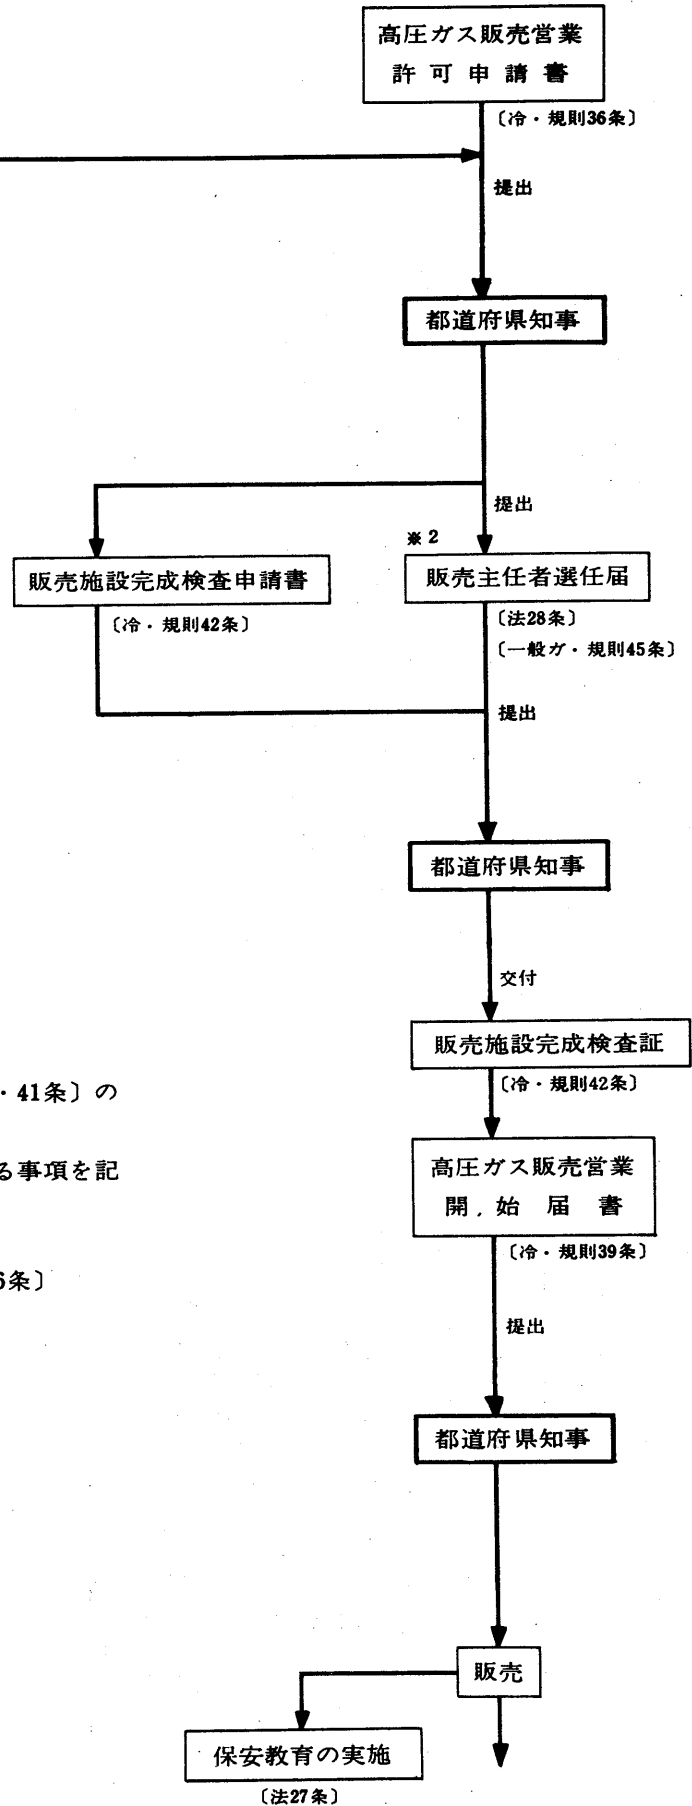 高圧ガス販売営業
許可申請書
〔冷・規則36条〕
提出
都道府県知事
提出
※2
販売施設完成検査申請書
販売主任者選任届
〔冷・規則42条〕
〔法28条〕
〔一般ガ・規則45条〕
提出
都道府県知事
交付
販売施設完成検査証
〔冷・規則42条〕
・41条〕の
高圧ガス販売営業
る事項を記
開.始届書
〔冷・規則39条〕
6条〕
提出
都道府県知事
販売
保安教育の実施
〔法27条〕